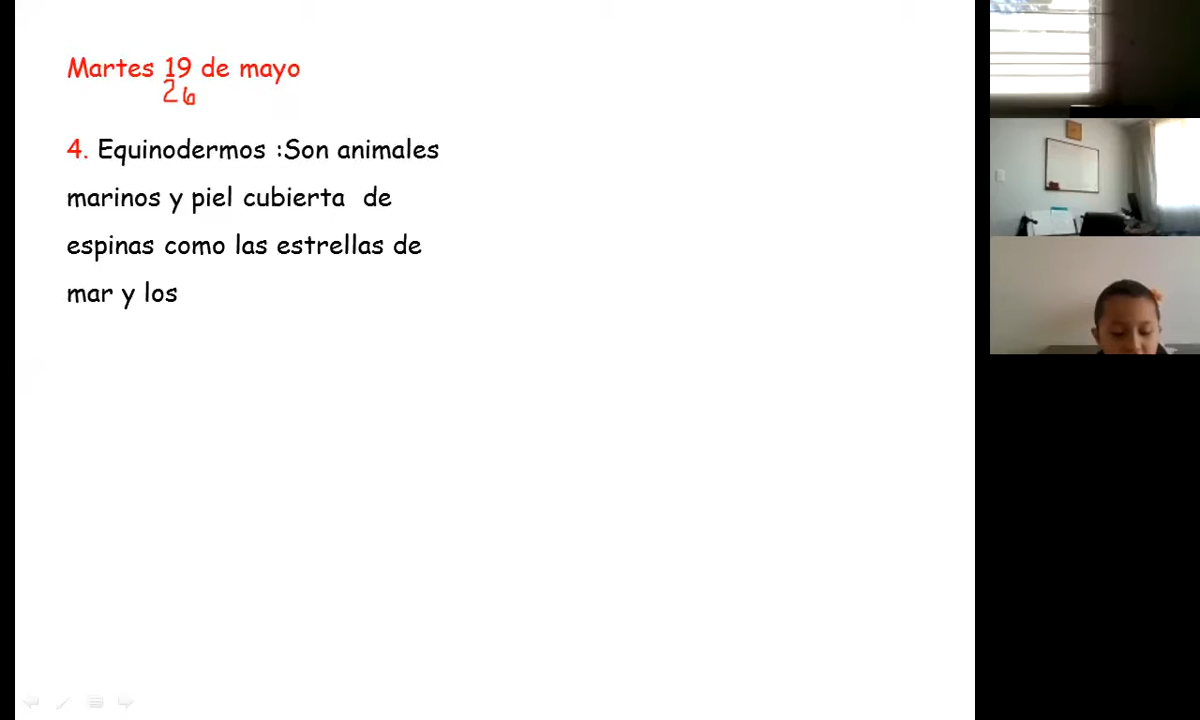 Martes 19 de mayo
26
4. Equinodermos :Son animales
marinos y piel cubierta de
espinas como las estrellas de
mar y los